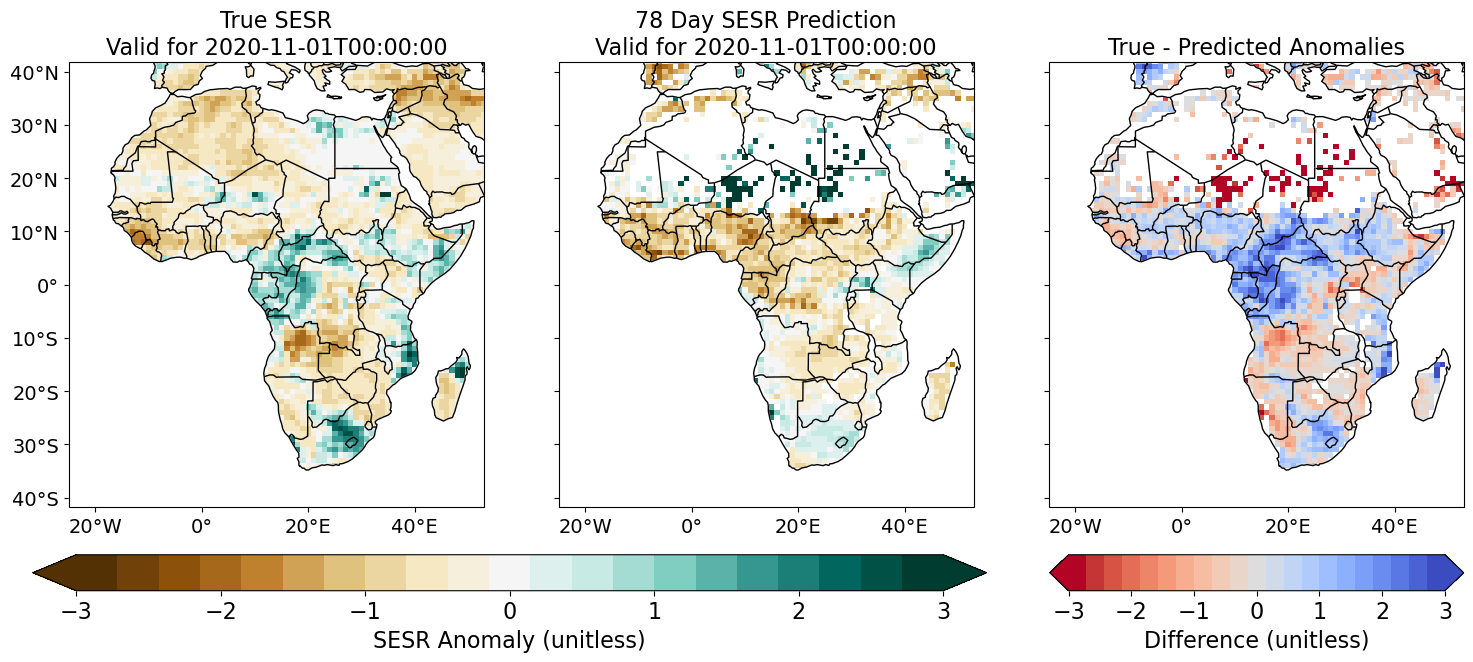 True SESR
Valid for 2020-11-01T00:00:00
78 Day SESR Prediction
Valid for 2020-11-01T00:00:00
True - Predicted Anomalies
40°N
30°N
20°N
10°N
0°
10°S
20°S
30°S
40°S
20°W 0° 20°E 40°E
20°W 0° 20°E 40°E
20°W 0° 20°E 40°E
−3 −2 −1 0 1 2 3
SESR Anomaly (unitless)
−3 −2 −1 0 1 2 3
Difference (unitless)